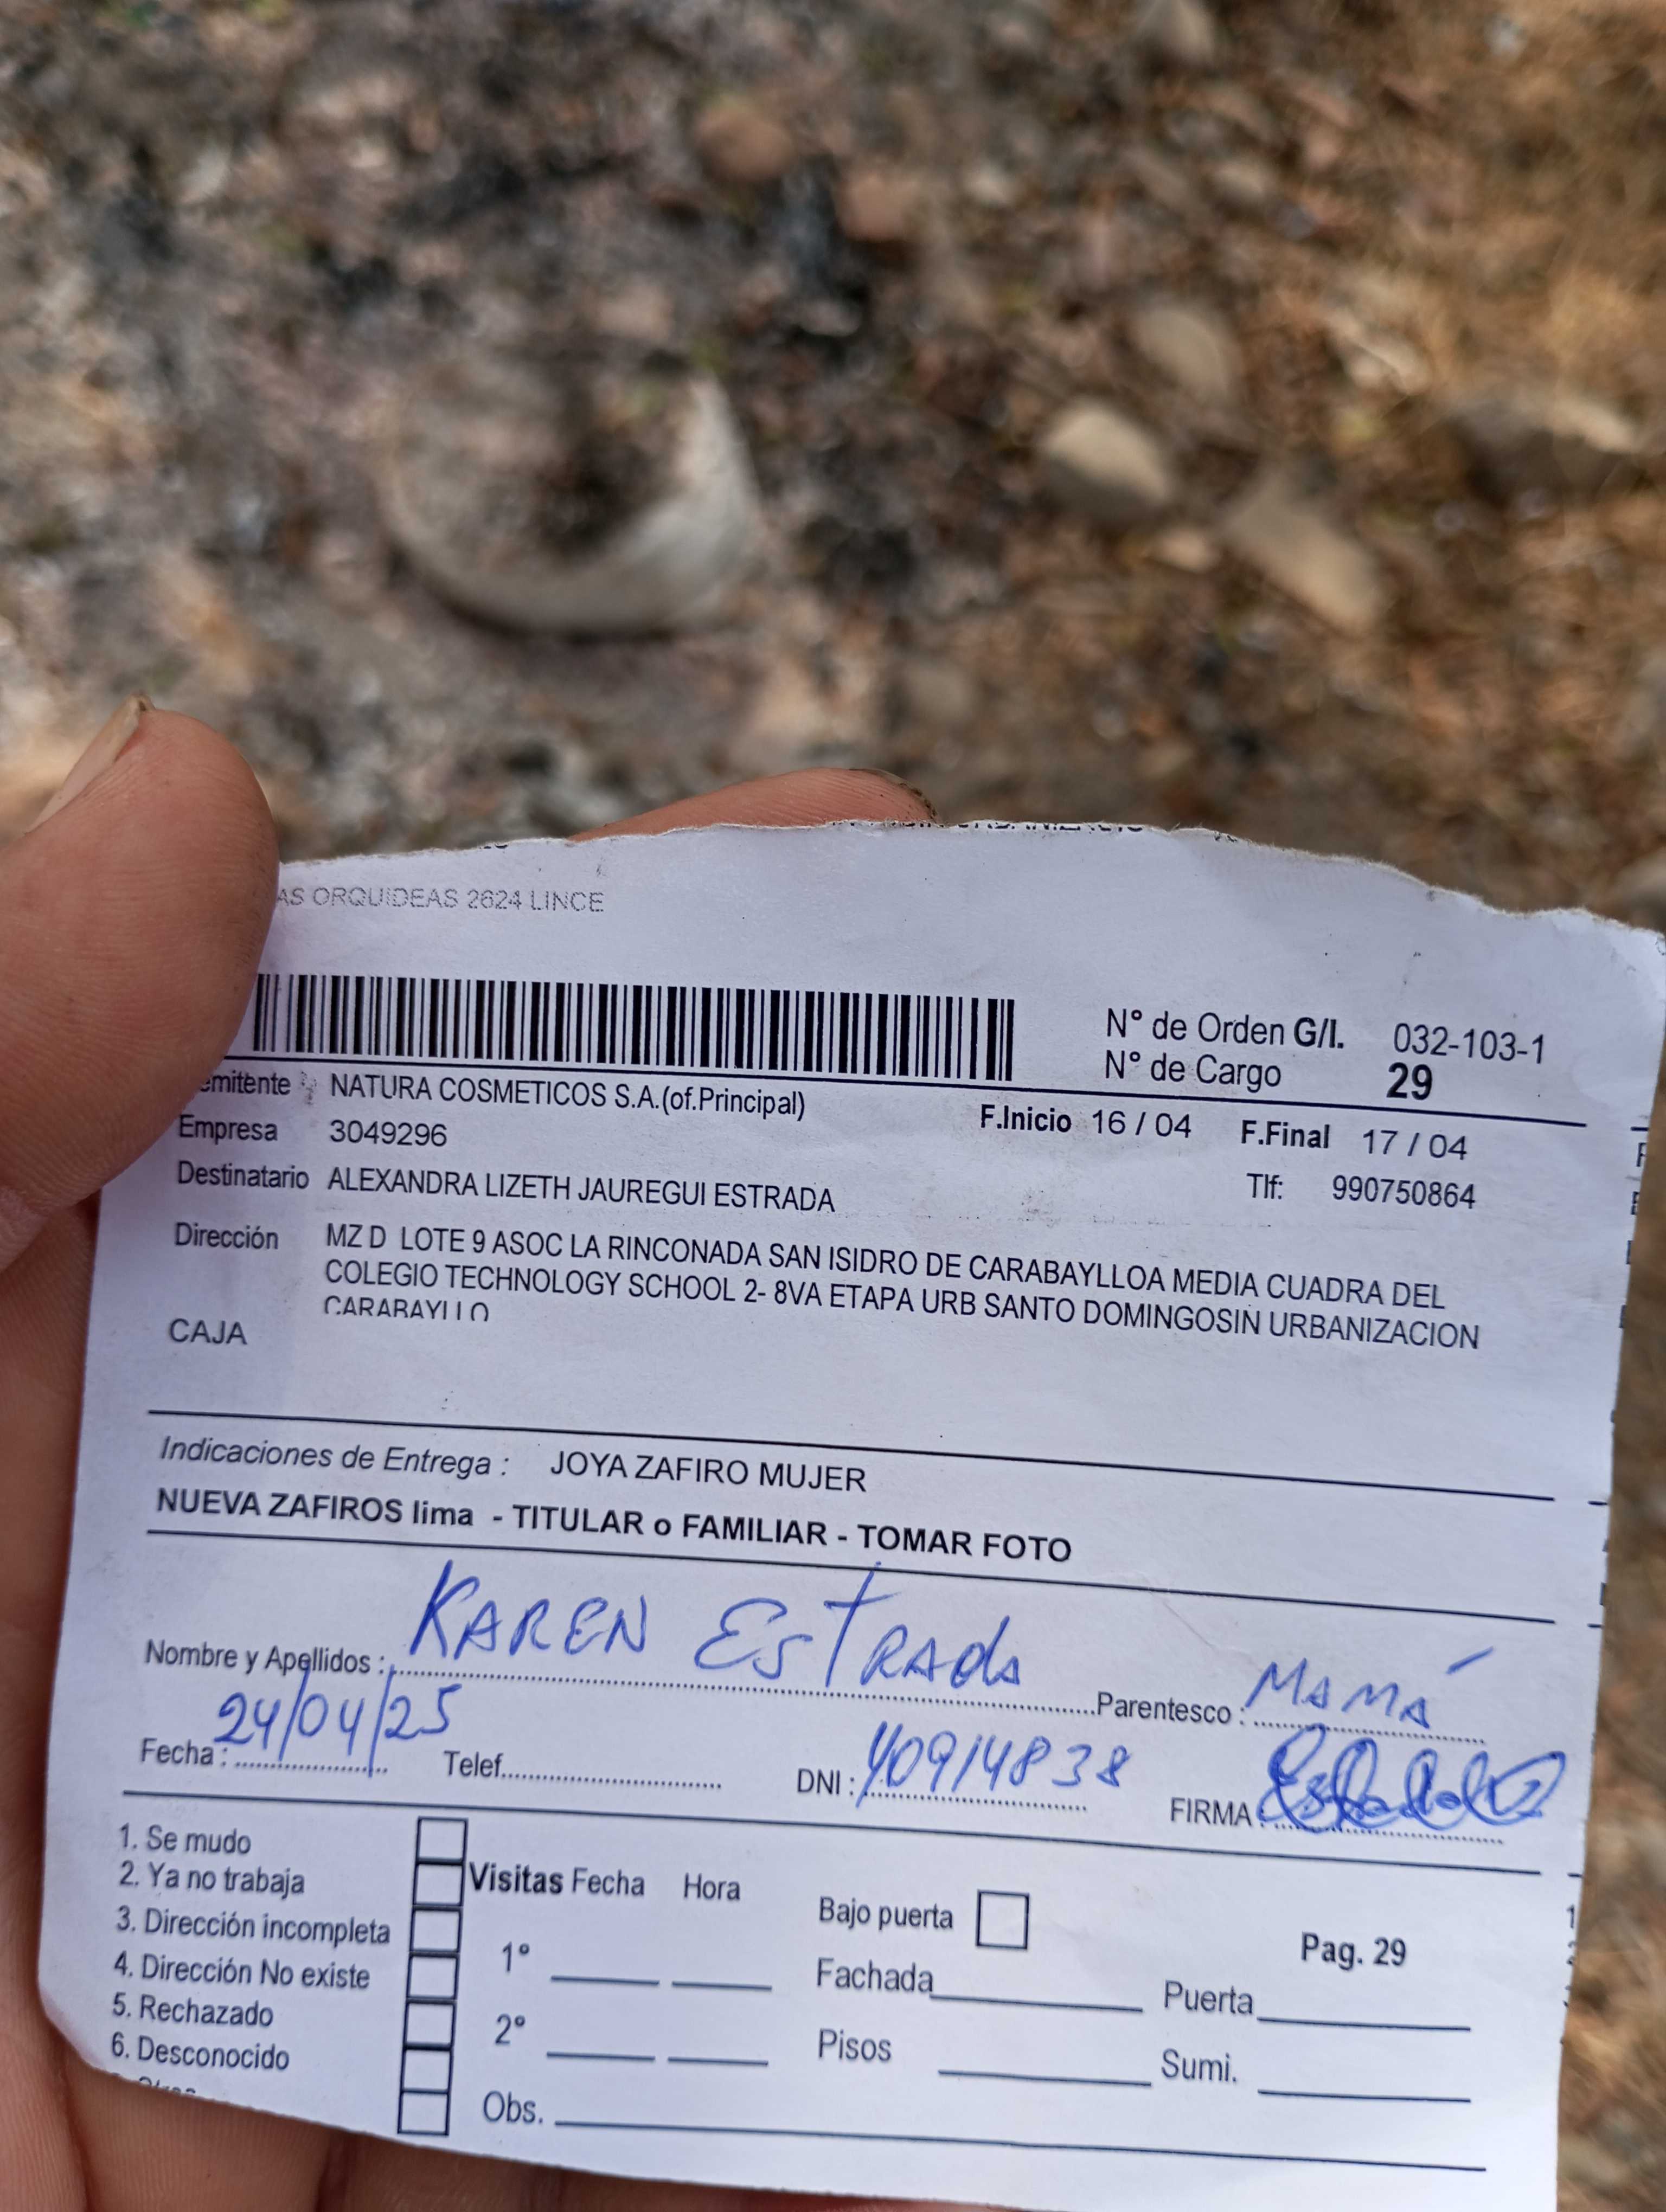 AS ORQUIDEAS 2624 LINCE
N° de Orden G/I. 032-103-1
N° de Cargo 29
emitente NATURA COSMETICOS S.A.(of.Principal)
F.Inicio 16 / 04 F.Final 17 / 04
Empresa 3049296
Destinatario ALEXANDRA LIZETH JAUREGUI ESTRADA Tlf: 990750864
Dirección MZ D LOTE 9 ASOC LA RINCONADA SAN ISIDRO DE CARABAYLLOA MEDIA CUADRA DEL
COLEGIO TECHNOLOGY SCHOOL 2- 8VA ETAPA URB SANTO DOMINGOSIN URBANIZACION
CARABAYLLO
CAJA
Indicaciones de Entrega : JOYA ZAFIRO MUJER
NUEVA ZAFIROS lima - TITULAR o FAMILIAR - TOMAR FOTO
Nombre y Apellidos : KAREN EsTRAda Parentesco : MaMá
Fecha : 24/04/25 Telef. DNI : 40914838 FIRMA :
1. Se mudo
2. Ya no trabaja
3. Dirección incompleta
4. Dirección No existe
5. Rechazado
6. Desconocido
Visitas Fecha Hora
1°
2°
Obs.
Bajo puerta
Fachada
Pisos
Pag. 29
Puerta
Sumi.